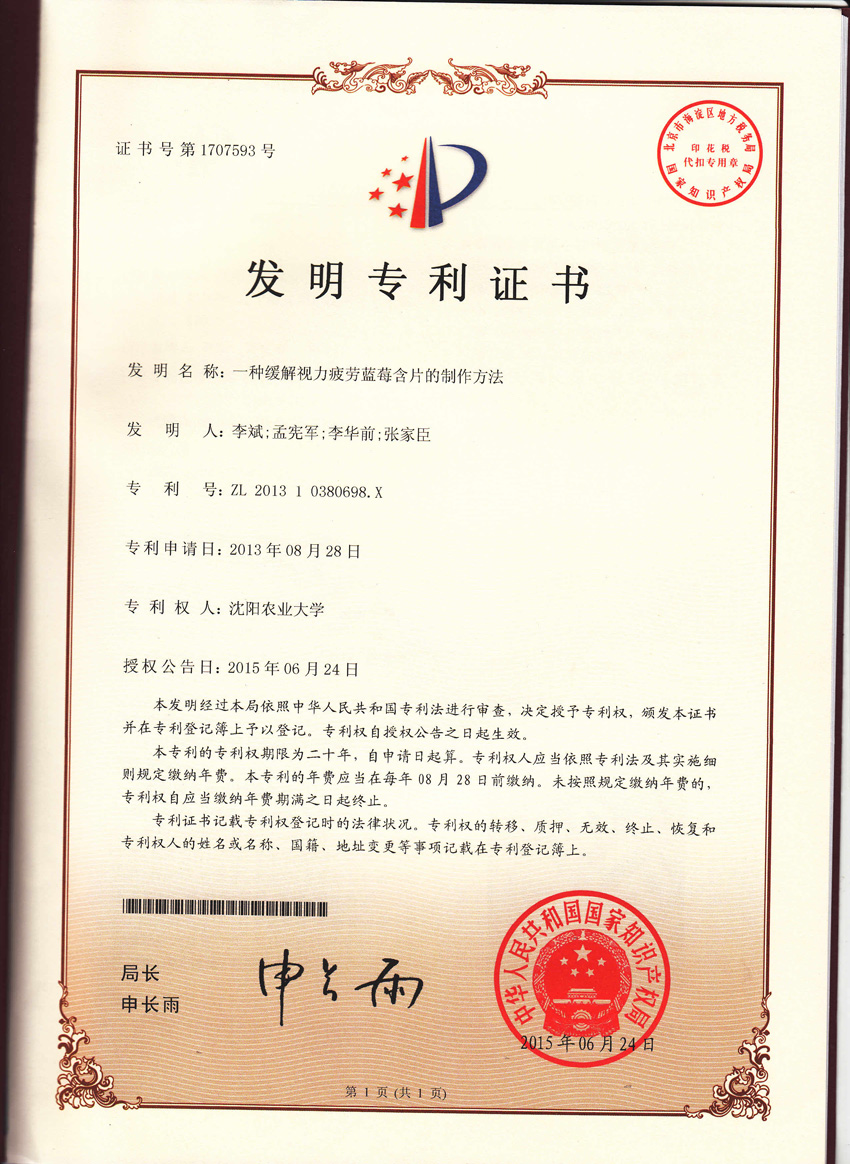 证书号第1707593号
北京市海淀区地方税务局
印花税
代扣专用章
国家知识产权局
发明专利证书
发明名称：一种缓解视力疲劳蓝莓含片的制作方法
发明人：李斌;孟宪军;李华前;张家臣
专利号：ZL 2013 1 0380698.X
专利申请日：2013年08月28日
专利权人：沈阳农业大学
授权公告日：2015年06月24日
本发明经过本局依照中华人民共和国专利法进行审查，决定授予专利权，颁发本证书
并在专利登记簿上予以登记。专利权自授权公告之日起生效。
本专利的专利权期限为二十年，自申请日起算。专利权人应当依照专利法及其实施细
则规定缴纳年费。本专利的年费应当在每年08月28日前缴纳。未按照规定缴纳年费的，
专利权自应当缴纳年费期满之日起终止。
专利证书记载专利权登记时的法律状况。专利权的转移、质押、无效、终止、恢复和
专利权人的姓名或名称、国籍、地址变更等事项记载在专利登记簿上。
局长
申长雨
申长雨
中华人民共和国国家知识产权局
2015年06月24日
第1页(共1页)